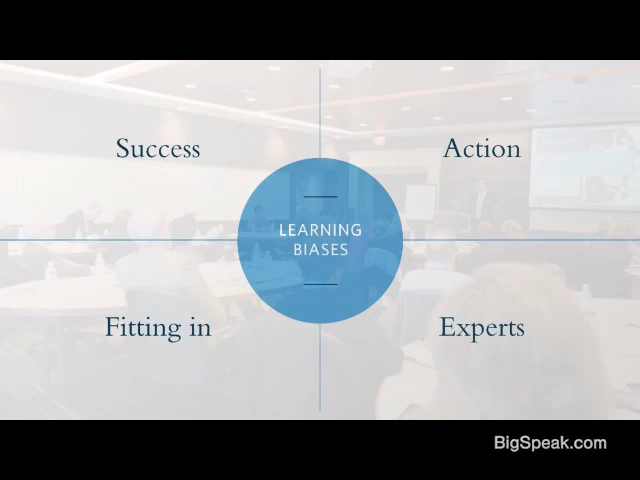 Success
Action
LEARNING
BIASES
Fitting in
Experts
BigSpeak.com